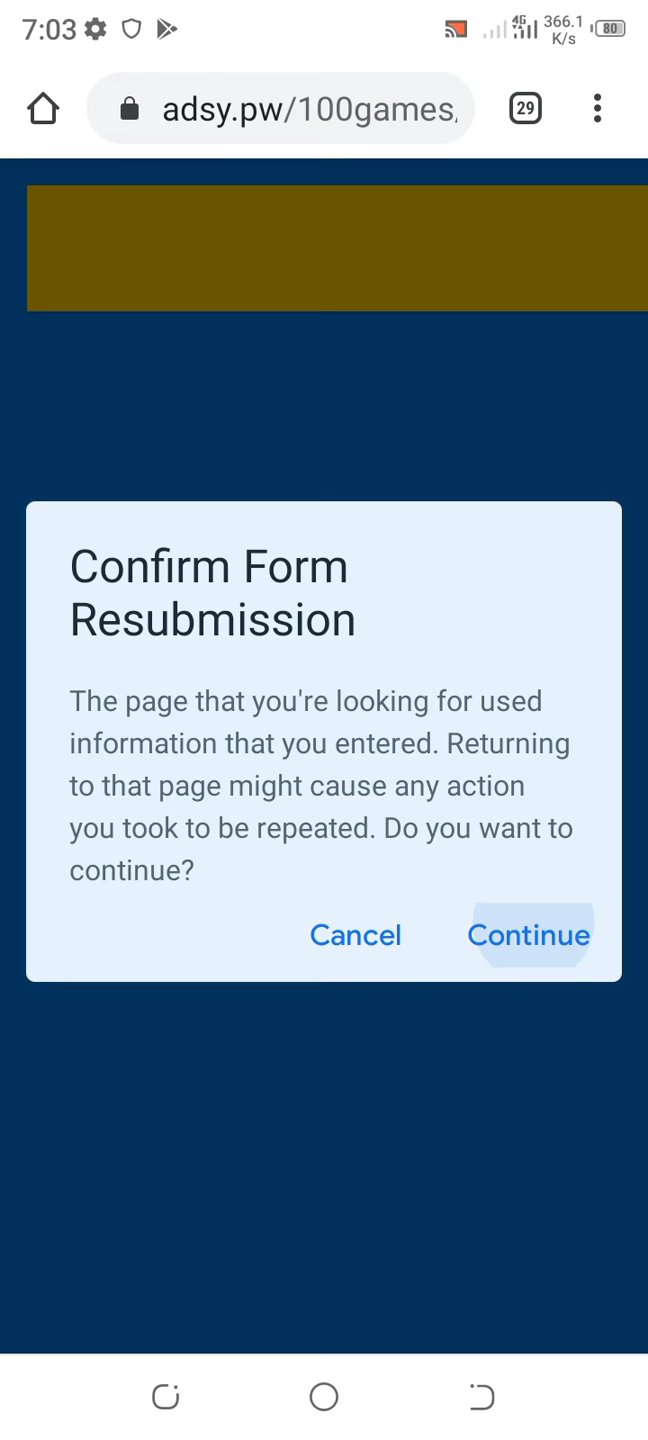 7:03 4G 366.1 K/s 80
adsy.pw/100games 29
Confirm Form
Resubmission
The page that you're looking for used
information that you entered. Returning
to that page might cause any action
you took to be repeated. Do you want to
continue?
Cancel Continue